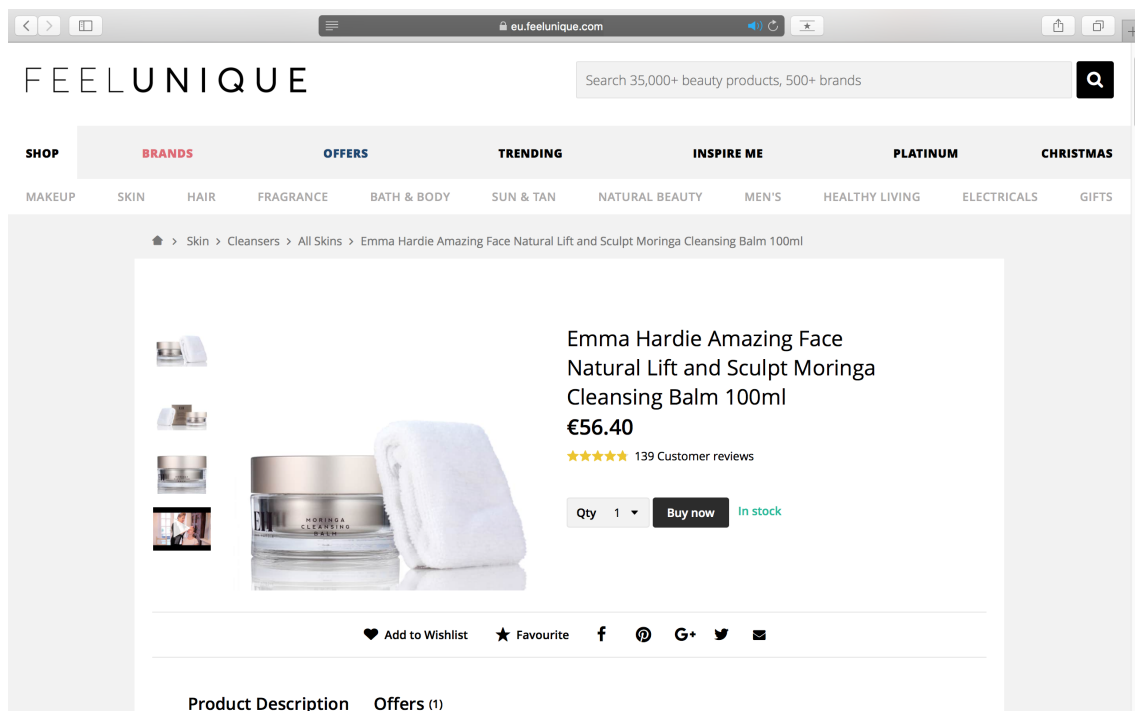 eu.feelunique.com
FEELUNIQUE
Search 35,000+ beauty products, 500+ brands
SHOP BRANDS OFFERS TRENDING INSPIRE ME PLATINUM CHRISTMAS
MAKEUP SKIN HAIR FRAGRANCE BATH & BODY SUN & TAN NATURAL BEAUTY MEN'S HEALTHY LIVING ELECTRICALS GIFTS
> Skin > Cleansers > All Skins > Emma Hardie Amazing Face Natural Lift and Sculpt Moringa Cleansing Balm 100ml
Emma Hardie Amazing Face
Natural Lift and Sculpt Moringa
Cleansing Balm 100ml
€56.40
139 Customer reviews
Qty 1 Buy now In stock
MORINGA
CLEANSING
BALM
Add to Wishlist Favourite
Product Description Offers (1)